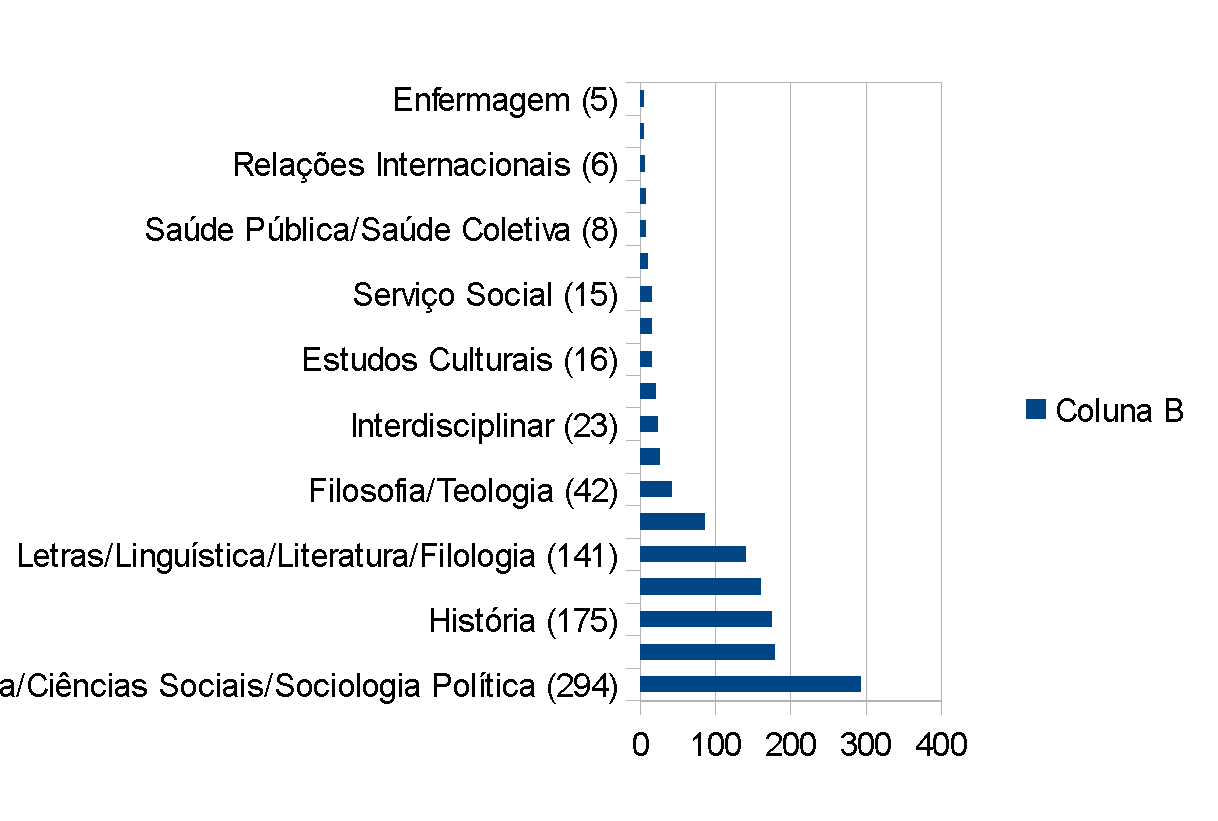 Enfermagem (5)
Relações Internacionais (6)
Saúde Pública/Saúde Coletiva (8)
Serviço Social (15)
Estudos Culturais (16)
Interdisciplinar (23)
Filosofia/Teologia (42)
Letras/Linguística/Literatura/Filologia (141)
História (175)
a/Ciências Sociais/Sociologia Política (294)
0 100 200 300 400
Coluna B